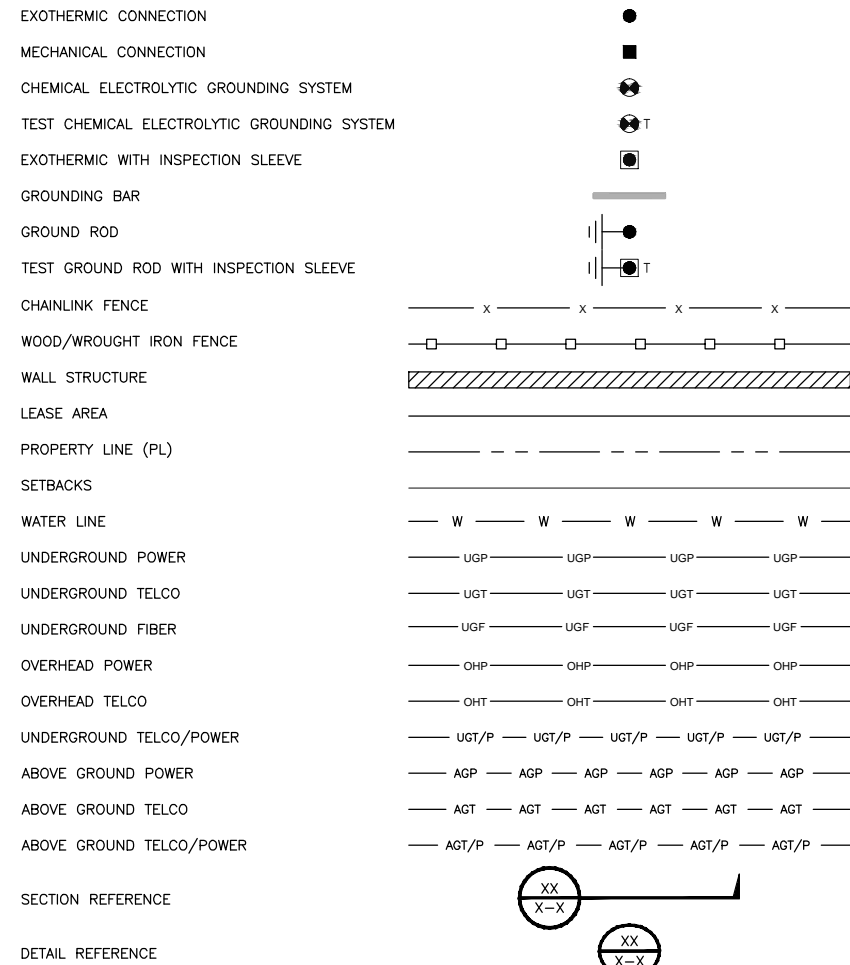 EXOTHERMIC CONNECTION
MECHANICAL CONNECTION
CHEMICAL ELECTROLYTIC GROUNDING SYSTEM
TEST CHEMICAL ELECTROLYTIC GROUNDING SYSTEM T
EXOTHERMIC WITH INSPECTION SLEEVE
GROUNDING BAR
GROUND ROD
TEST GROUND ROD WITH INSPECTION SLEEVE T
CHAINLINK FENCE X X X X
WOOD/WROUGHT IRON FENCE
WALL STRUCTURE
LEASE AREA
PROPERTY LINE (PL)
SETBACKS
WATER LINE W W W W W
UNDERGROUND POWER UGP UGP UGP UGP
UNDERGROUND TELCO UGT UGT UGT UGT
UNDERGROUND FIBER UGF UGF UGF UGF
OVERHEAD POWER OHP OHP OHP OHP
OVERHEAD TELCO OHT OHT OHT OHT
UNDERGROUND TELCO/POWER UGT/P UGT/P UGT/P UGT/P UGT/P
ABOVE GROUND POWER AGP AGP AGP AGP AGP AGP
ABOVE GROUND TELCO AGT AGT AGT AGT AGT AGT
ABOVE GROUND TELCO/POWER AGT/P AGT/P AGT/P AGT/P AGT/P
XX
SECTION REFERENCE X-X
XX
DETAIL REFERENCE X-X